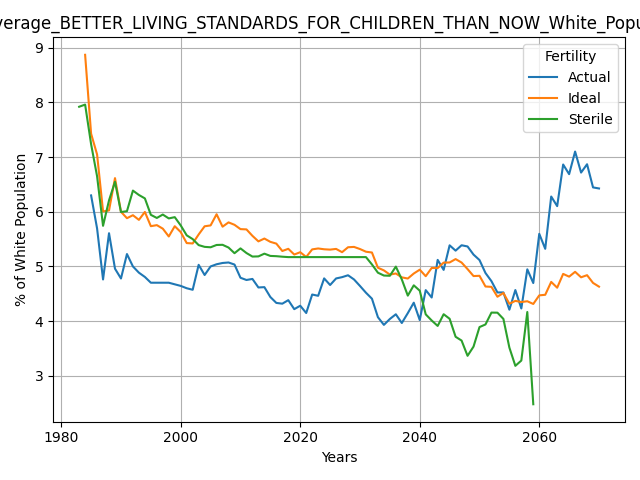 verage_BETTER_LIVING_STANDARDS_FOR_CHILDREN_THAN_NOW_White_Popu
Fertility
Actual
Ideal
Sterile
9
8
7
6
5
4
3
% of White Population
1980 2000 2020 2040 2060
Years